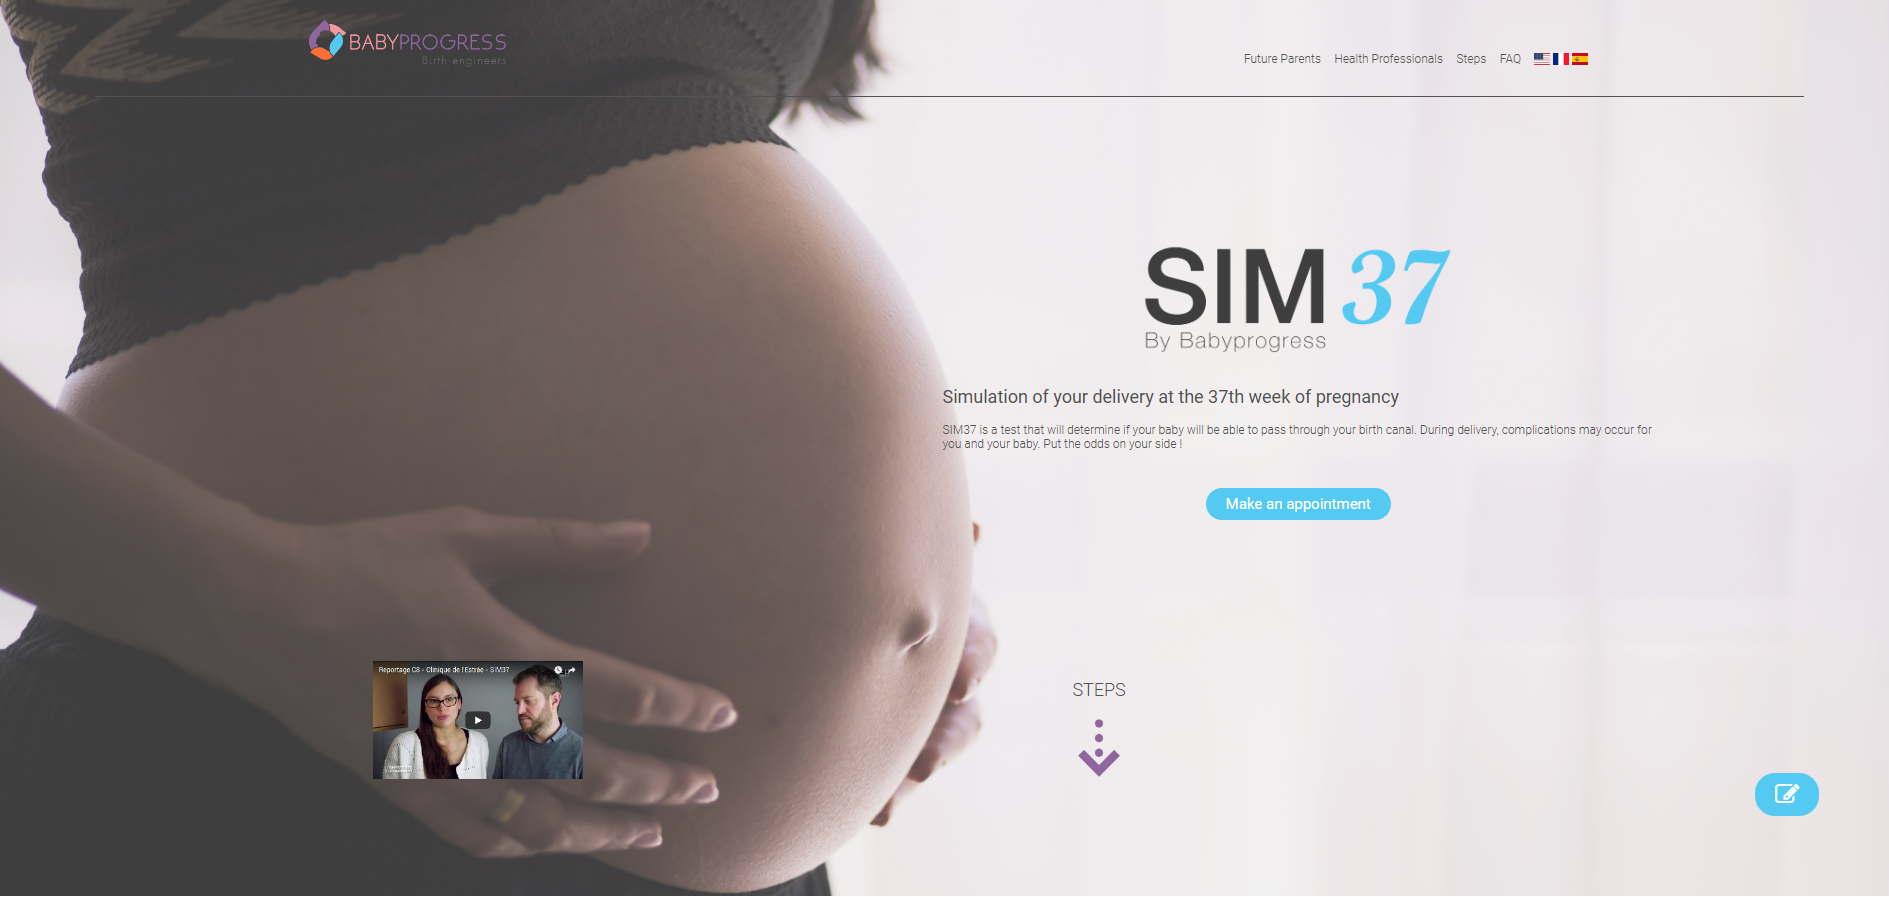 BABYPROGRESS
Birth engineers
Future Parents Health Professionals Steps FAQ
SIM 37
By Babyprogress
Simulation of your delivery at the 37th week of pregnancy
SIM37 is a test that will determine if your baby will be able to pass through your birth canal. During delivery, complications may occur for
you and your baby. Put the odds on your side !
Make an appointment
Reportage C8 - Clinique de l'Estrée - SIM37
STEPS